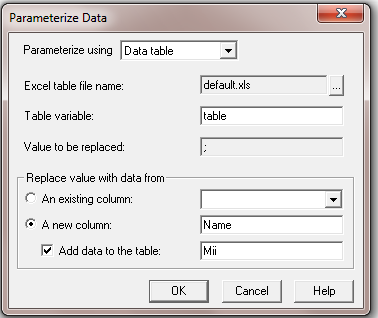 Parameterize Data
Parameterize using Data table
Excel table file name: default.xls ...
Table variable: table
Value to be replaced: ;
Replace value with data from
An existing column:
A new column: Name
Add data to the table: Mii
OK Cancel Help